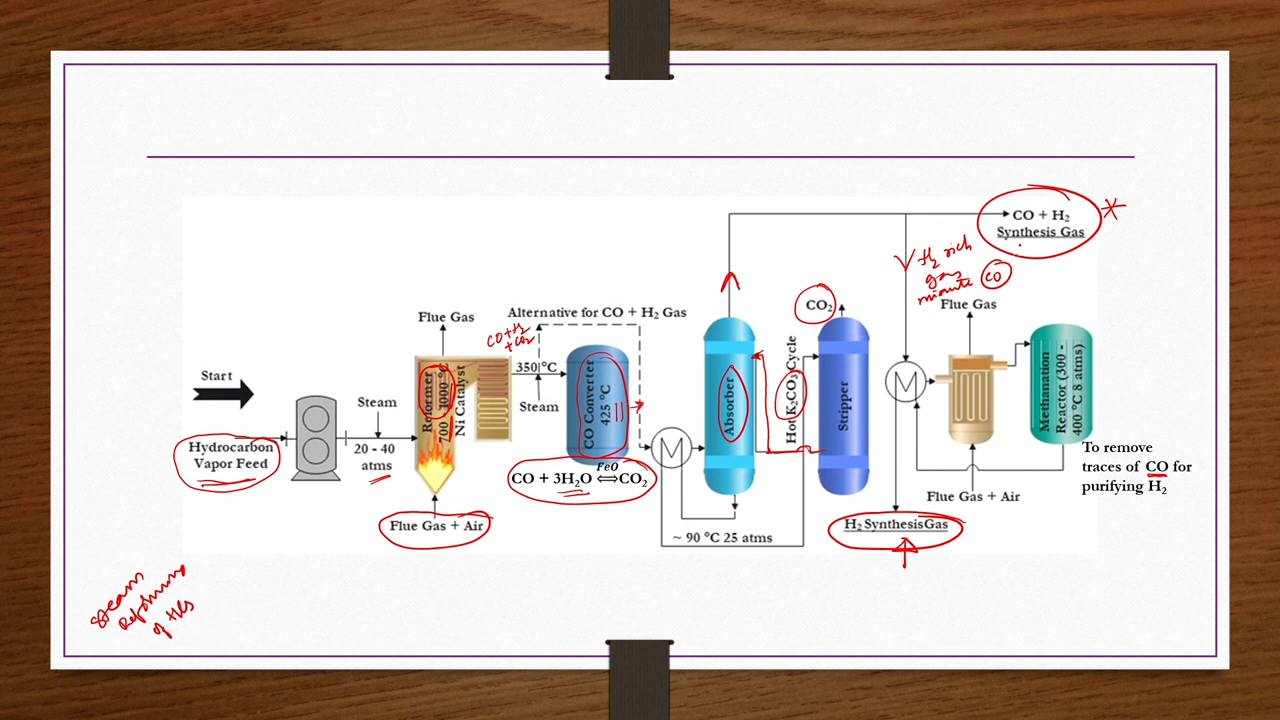 CO + H₂
Synthesis Gas
H₂ rich
gas
minute CO
Flue Gas
CO₂
Alternative for CO + H₂ Gas
CO+H₂
+CO₂
Flue Gas
350 °C
Start
Steam
Steam
Reformer
700 - 1000 °C
Ni Catalyst
CO Converter
425 °C
Absorber
Hot K₂CO₃ Cycle
Stripper
M
M
Methanation
Reactor (300 -
400 °C 8 atms)
Hydrocarbon
Vapor Feed
20 - 40
atms
FeO
CO + 3H₂O ⇔ CO₂
To remove
traces of CO for
purifying H₂
Flue Gas + Air
Flue Gas + Air
H₂ Synthesis Gas
~ 90 °C 25 atms
Steam
Reforming
of HCs